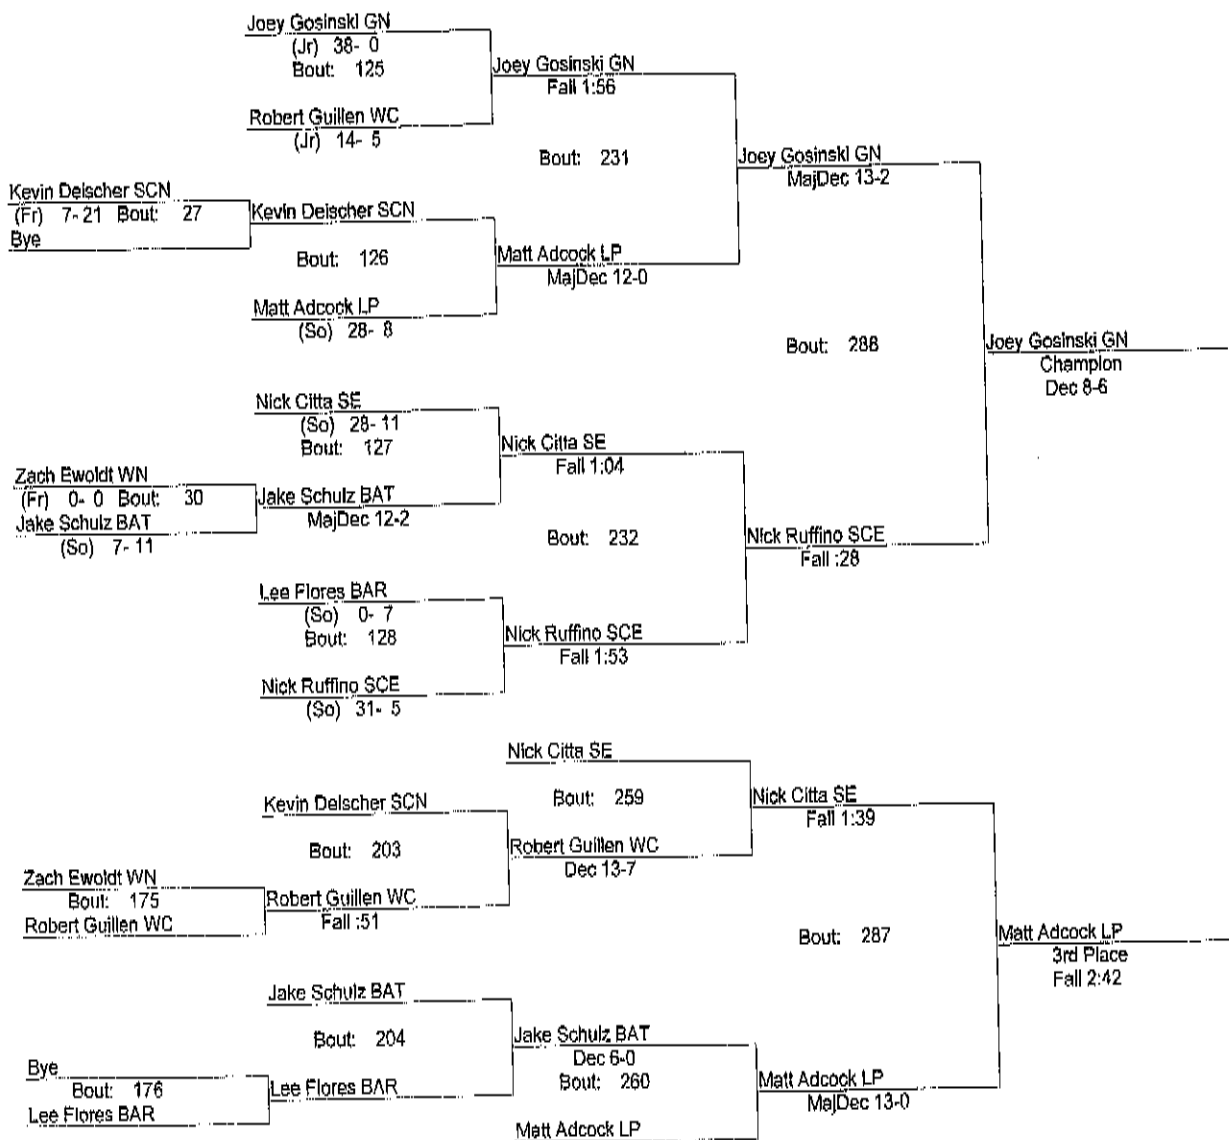 Joey Gosinski GN
(Jr) 38- 0
Bout: 125
Joey Gosinski GN
Fall 1:56
Robert Guillen WC
(Jr) 14- 5
Bout: 231
Joey Gosinski GN
MajDec 13-2
Kevin Deischer SCN
(Fr) 7- 21 Bout: 27
Bye
Kevin Deischer SCN
Bout: 126
Matt Adcock LP
MajDec 12-0
Matt Adcock LP
(So) 28- 8
Bout: 288
Joey Gosinski GN
Champion
Dec 8-6
Nick Citta SE
(So) 28- 11
Bout: 127
Nick Citta SE
Fall 1:04
Zach Ewoldt WN
(Fr) 0- 0 Bout: 30
Jake Schulz BAT
(So) 7- 11
Jake Schulz BAT
MajDec 12-2
Bout: 232
Nick Ruffino SCE
Fall :28
Lee Flores BAR
(So) 0- 7
Bout: 128
Nick Ruffino SCE
Fall 1:53
Nick Ruffino SCE
(So) 31- 5
Nick Citta SE
Bout: 259
Nick Citta SE
Fall 1:39
Kevin Deischer SCN
Bout: 203
Robert Guillen WC
Dec 13-7
Zach Ewoldt WN
Bout: 175
Robert Guillen WC
Robert Guillen WC
Fall :51
Bout: 287
Matt Adcock LP
3rd Place
Fall 2:42
Jake Schulz BAT
Bout: 204
Jake Schulz BAT
Dec 6-0
Bout: 260
Bye
Bout: 176
Lee Flores BAR
Lee Flores BAR
Matt Adcock LP
MajDec 13-0
Matt Adcock LP